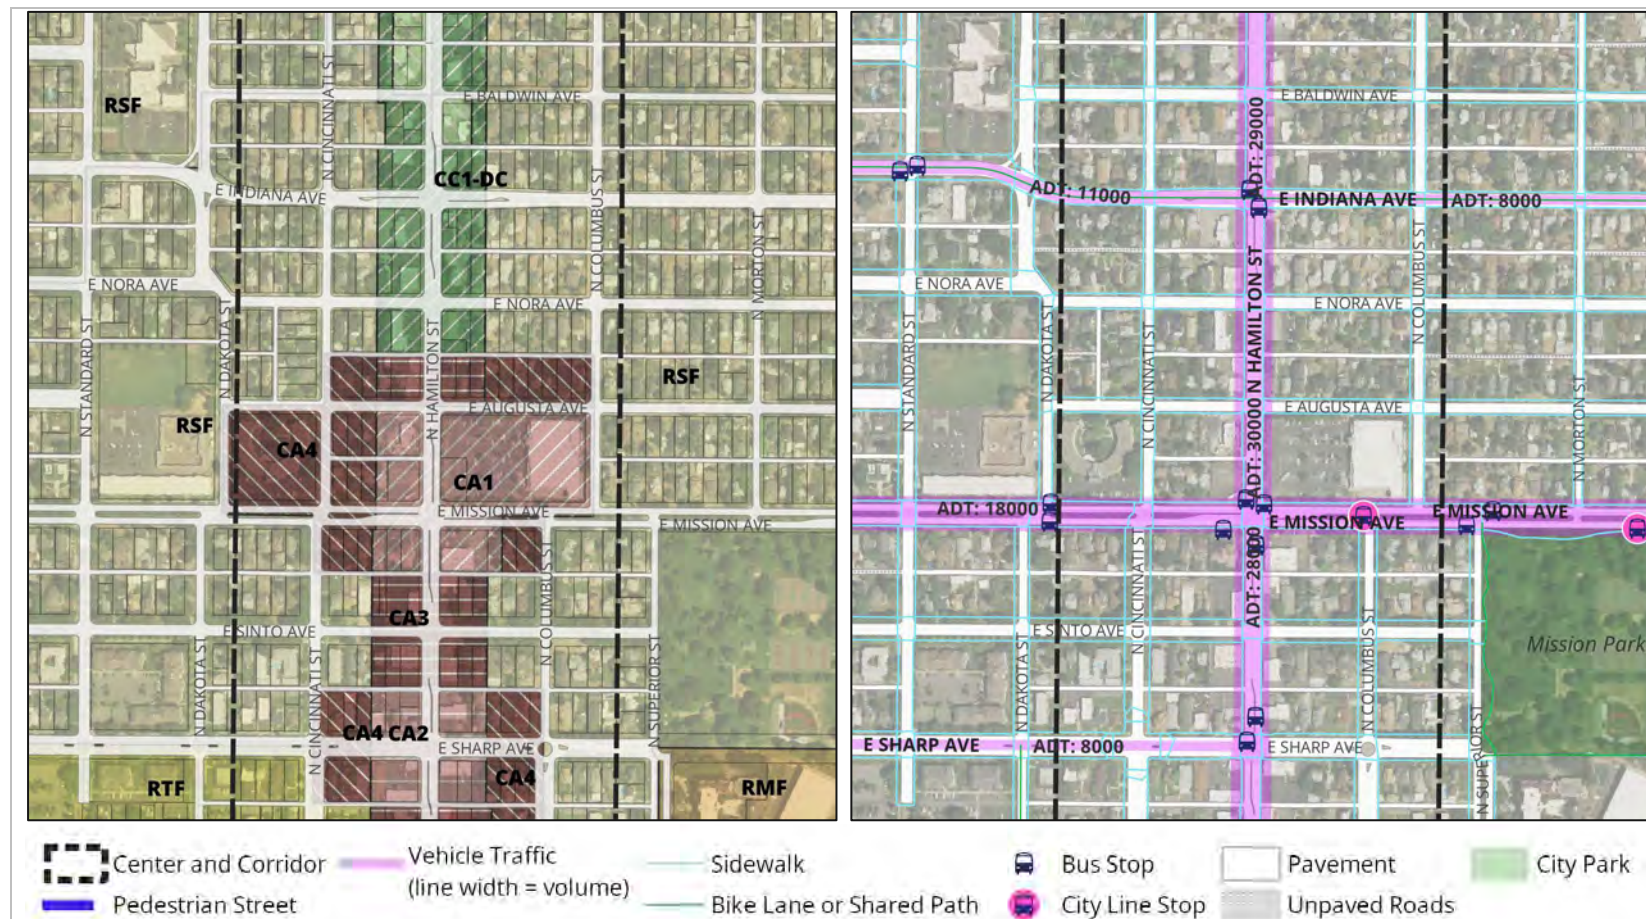 E BALDWIN AVE
RSF
N CINCINNATI ST
CC1-DC
E INDIANA AVE
N COLUMBUS ST
N MORTON ST
E NORA AVE
E NORA AVE
N STANDARD ST
N DAKOTA ST
N HAMILTON ST
RSF
E AUGUSTA AVE
RSF
CA4
CA1
E MISSION AVE
E MISSION AVE
N COLUMBUS ST
CA3
E SINTO AVE
N DAKOTA ST
N CINCINNATI ST
N SUPERIOR ST
CA4 CA2
E SHARP AVE
CA4
RTF
RMF
E BALDWIN AVE
ADT: 29000
ADT: 11000
E INDIANA AVE
ADT: 8000
E NORA AVE
E NORA AVE
N STANDARD ST
N DAKOTA ST
N CINCINNATI ST
ADT: 30000 N HAMILTON ST
N COLUMBUS ST
N MORTON ST
E AUGUSTA AVE
ADT: 18000
E MISSION AVE
E MISSION AVE
ADT: 28000
N CINCINNATI ST
E SINTO AVE
N DAKOTA ST
N COLUMBUS ST
Mission Park
E SHARP AVE
ADT: 8000
E SHARP AVE
N SUPERIOR ST
Center and Corridor
Pedestrian Street
Vehicle Traffic
(line width = volume)
Sidewalk
Bike Lane or Shared Path
Bus Stop
City Line Stop
Pavement
Unpaved Roads
City Park